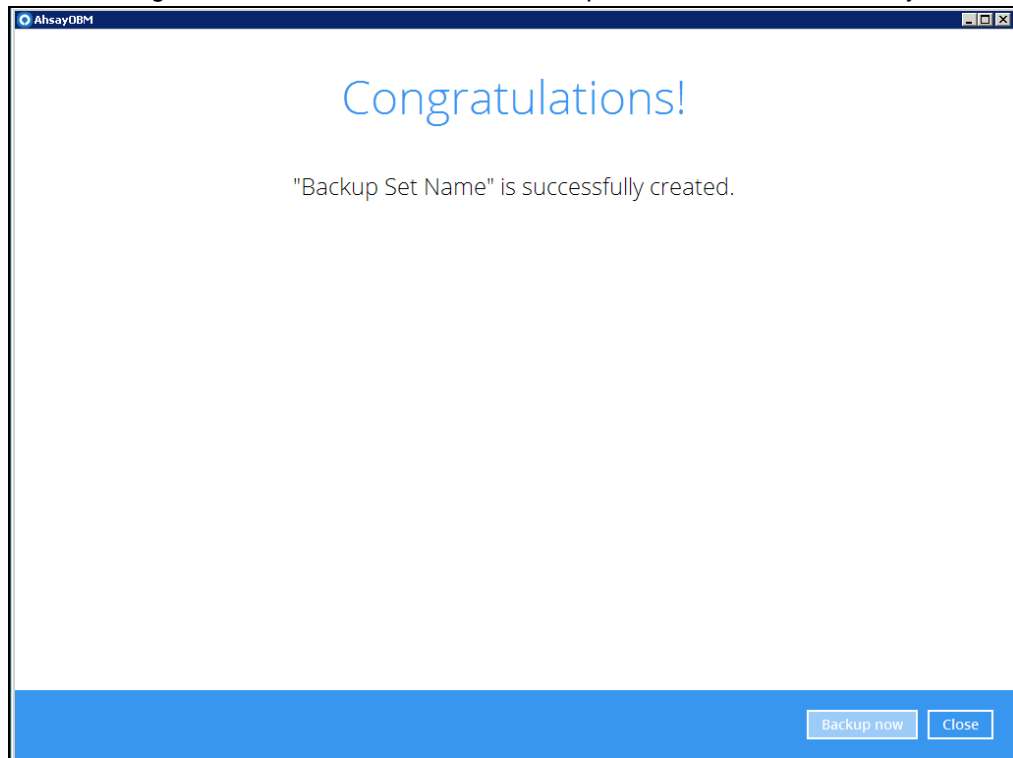 AhsayOBM
Congratulations!
"Backup Set Name" is successfully created.
Backup now Close